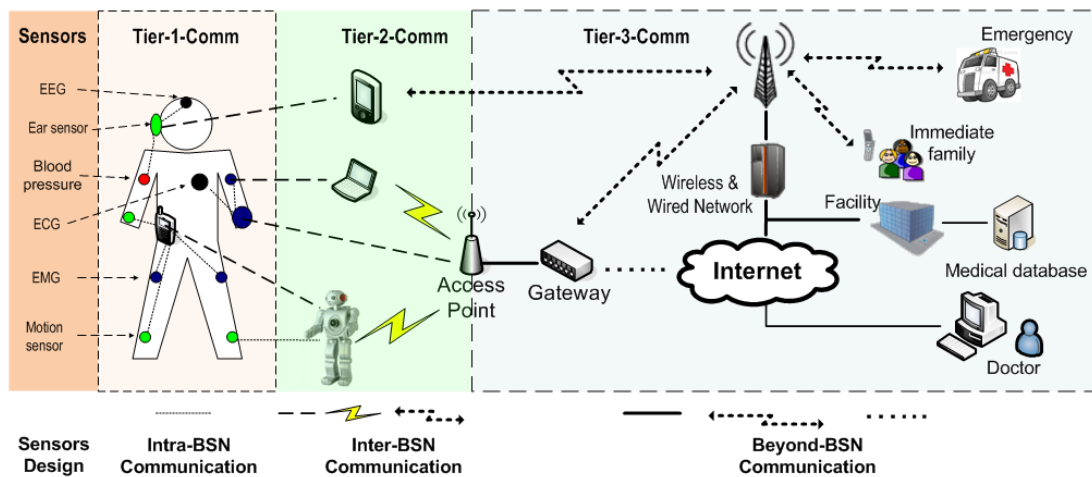 Sensors
Tier-1-Comm
Tier-2-Comm
Tier-3-Comm
Emergency
EEG
Ear sensor
Blood
pressure
ECG
EMG
Motion
sensor
Immediate
family
Wireless &
Wired Network
Facility
Access
Point
Gateway
Internet
Medical database
Doctor
Sensors
Design
Intra-BSN
Communication
Inter-BSN
Communication
Beyond-BSN
Communication